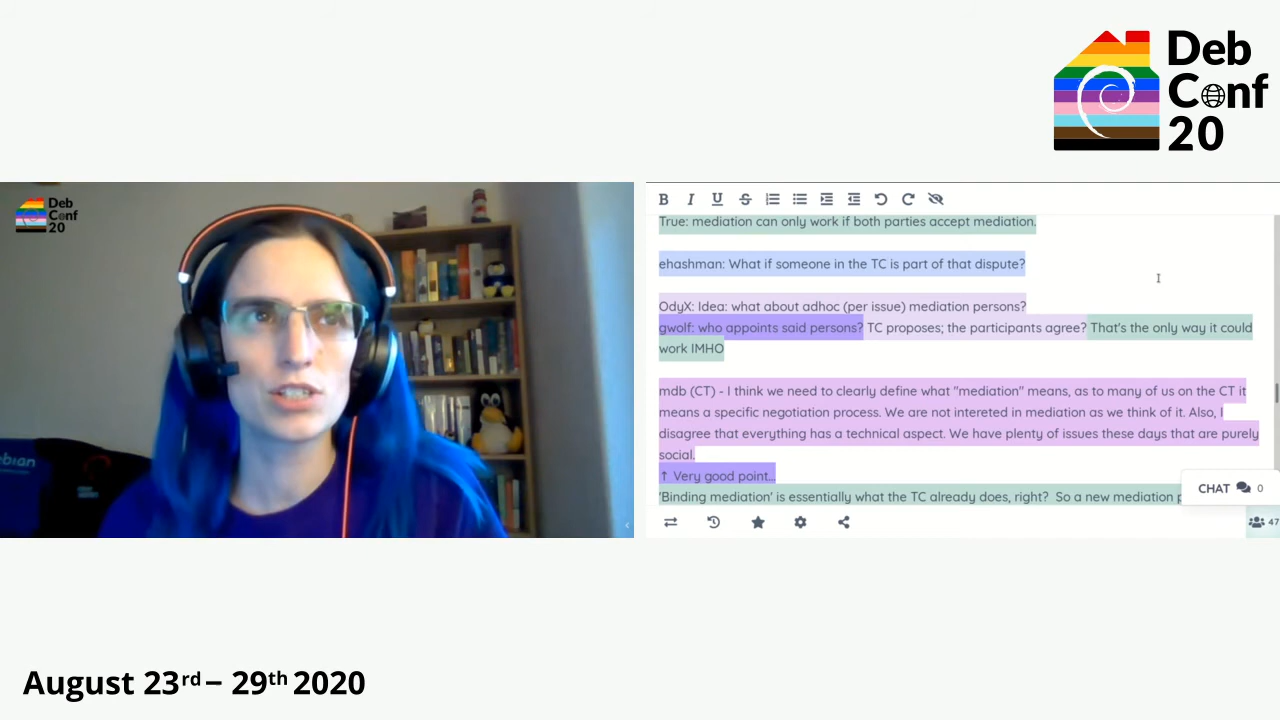 Deb
Conf
20
Deb
Conf
20
ebian
True: mediation can only work if both parties accept mediation.
ehashman: What if someone in the TC is part of that dispute?
OdyX: Idea: what about adhoc (per issue) mediation persons?
gwolf: who appoints said persons? TC proposes; the participants agree? That's the only way it could
work IMHO
mdb (CT) - I think we need to clearly define what "mediation" means, as to many of us on the CT it
means a specific negotiation process. We are not intereted in mediation as we think of it. Also, I
disagree that everything has a technical aspect. We have plenty of issues these days that are purely
social.
↑ Very good point...
'Binding mediation' is essentially what the TC already does, right? So a new mediation p
CHAT 0
47
August 23rd – 29th 2020